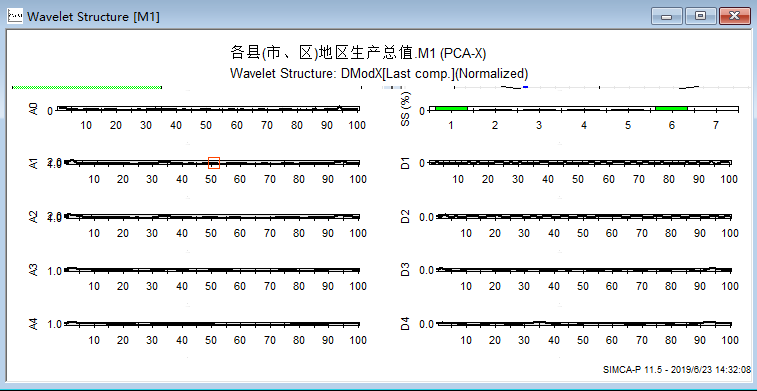 Wavelet Structure [M1]
各县(市、区)地区生产总值.M1 (PCA-X)
Wavelet Structure: DModX[Last comp.](Normalized)
A0
0
10 20 30 40 50 60 70 80 90 100
SS (%)
0
1 2 3 4 5 6 7
A1
2.0
10 20 30 40 50 60 70 80 90 100
D1
0.0
10 20 30 40 50 60 70 80 90 100
A2
2.0
10 20 30 40 50 60 70 80 90 100
D2
0.0
10 20 30 40 50 60 70 80 90 100
A3
1.0
10 20 30 40 50 60 70 80 90 100
D3
0.0
10 20 30 40 50 60 70 80 90 100
A4
1.0
10 20 30 40 50 60 70 80 90 100
D4
0.0
10 20 30 40 50 60 70 80 90 100
SIMCA-P 11.5 - 2019/6/23 14:32:08